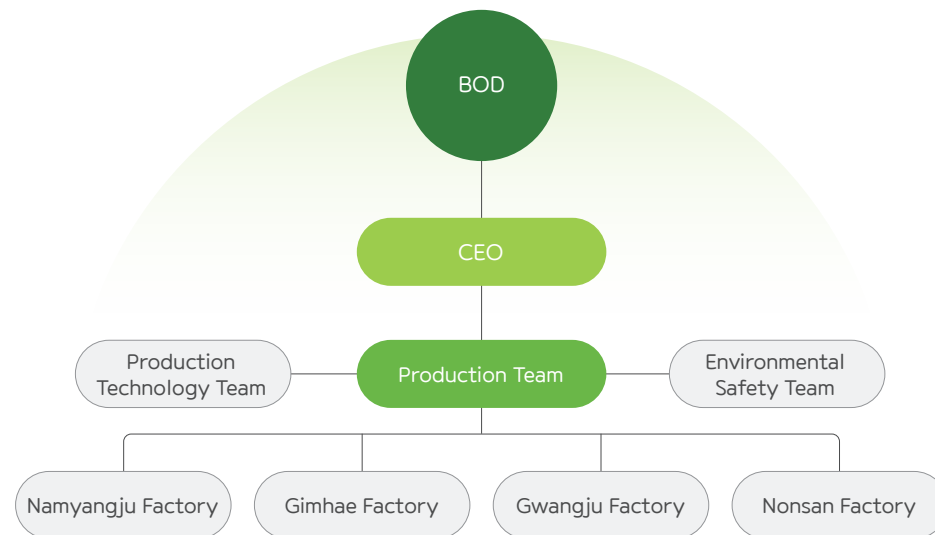 BOD
CEO
Production
Technology Team
Production Team
Environmental
Safety Team
Namyangju Factory
Gimhae Factory
Gwangju Factory
Nonsan Factory